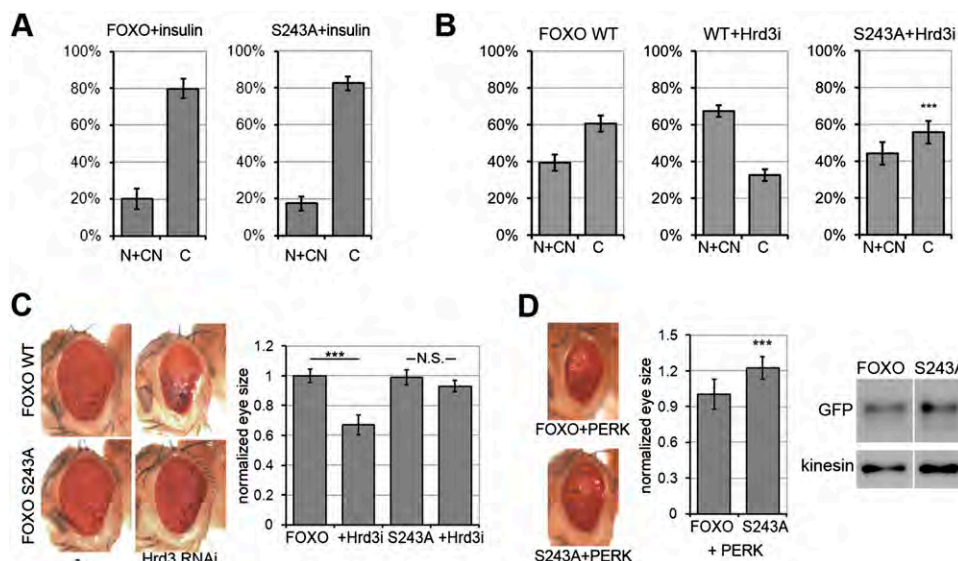 A
FOXO+insulin
S243A+insulin
100%
80%
60%
40%
20%
0%
N+CN C
100%
80%
60%
40%
20%
0%
N+CN C
B
FOXO WT
WT+Hrd3i
S243A+Hrd3i
100%
80%
60%
40%
20%
0%
N+CN C
100%
80%
60%
40%
20%
0%
N+CN C
100%
80%
60%
40%
20%
0%
***
N+CN C
C
FOXO WT
FOXO S243A
-
Hrd3 RNAi
normalized eye size
1.2
1
0.8
0.6
0.4
0.2
0
***
N.S.
FOXO +Hrd3i S243A +Hrd3i
D
FOXO+PERK
S243A+PERK
normalized eye size
1.5
1.2
0.9
0.6
0.3
0
***
FOXO S243A
+ PERK
FOXO S243A
GFP
kinesin